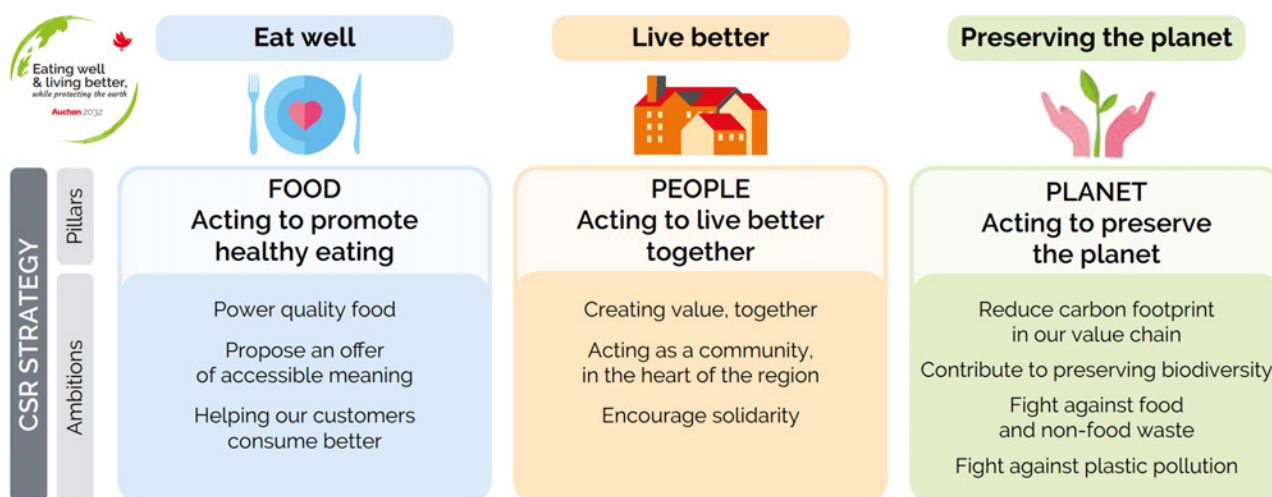 Eating well
& living better,
while protecting the earth
Auchan 2032
Eat well
Live better
Preserving the planet
CSR STRATEGY
Pillars
FOOD
Acting to promote
healthy eating
PEOPLE
Acting to live better
together
PLANET
Acting to preserve
the planet
Ambitions
Power quality food
Propose an offer
of accessible meaning
Helping our customers
consume better
Creating value, together
Acting as a community,
in the heart of the region
Encourage solidarity
Reduce carbon footprint
in our value chain
Contribute to preserving biodiversity
Fight against food
and non-food waste
Fight against plastic pollution